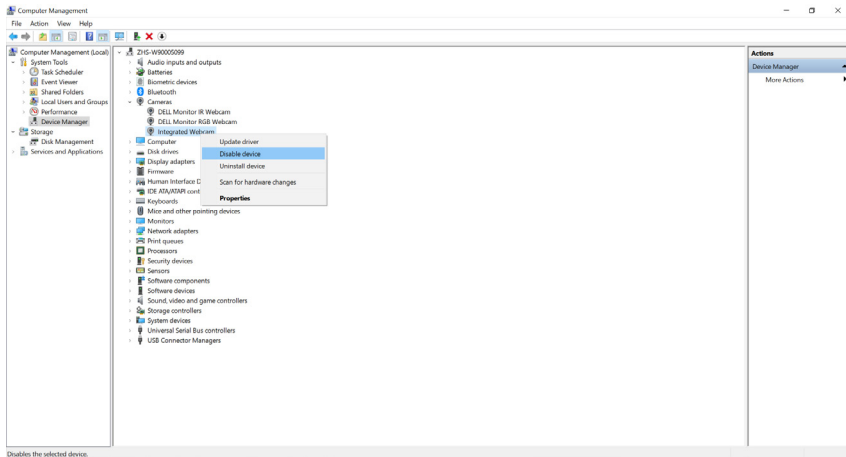 Computer Management
File Action View Help
Computer Management (Local)
System Tools
Task Scheduler
Event Viewer
Shared Folders
Local Users and Groups
Performance
Device Manager
Storage
Disk Management
Services and Applications
ZHS-W90005099
Audio inputs and outputs
Batteries
Biometric devices
Bluetooth
Cameras
DELL Monitor IR Webcam
DELL Monitor RGB Webcam
Integrated Webcam
Computer
Disk drives
Display adapters
Firmware
Human Interface D
IDE ATA/ATAPI cont
Keyboards
Mice and other pointing devices
Monitors
Network adapters
Print queues
Processors
Security devices
Sensors
Software components
Software devices
Sound, video and game controllers
Storage controllers
System devices
Universal Serial Bus controllers
USB Connector Managers
Update driver
Disable device
Uninstall device
Scan for hardware changes
Properties
Actions
Device Manager
More Actions
Disables the selected device.